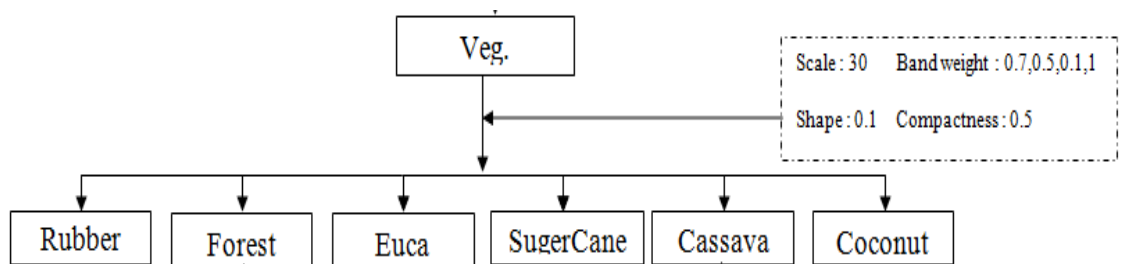 Veg.
Scale : 30 Band weight : 0.7,0.5,0.1,1
Shape : 0.1 Compactness : 0.5
Rubber
Forest
Euca
SugerCane
Cassava
Coconut